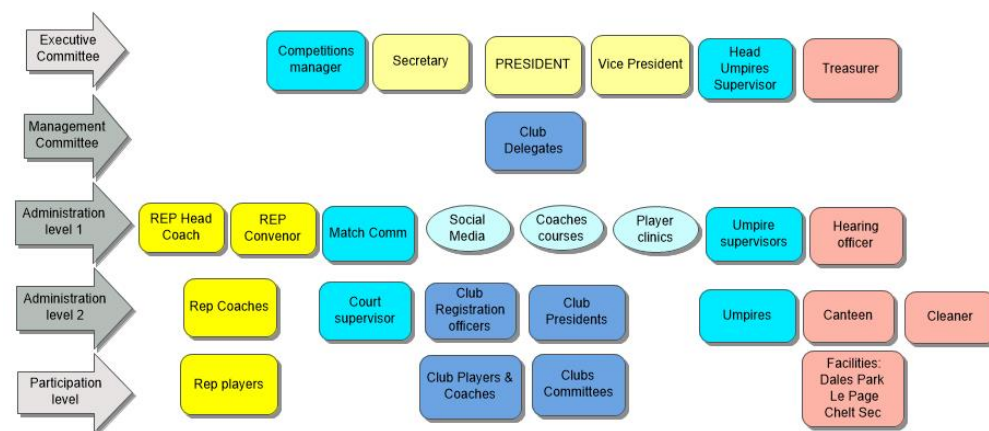 Executive
Committee
Competitions
manager
Secretary
PRESIDENT
Vice President
Head
Umpires
Supervisor
Treasurer
Management
Committee
Club
Delegates
Administration
level 1
REP Head
Coach
REP
Convenor
Match Comm
Social
Media
Coaches
courses
Player
clinics
Umpire
supervisors
Hearing
officer
Administration
level 2
Rep Coaches
Court
supervisor
Club
Registration
officers
Club
Presidents
Umpires
Canteen
Cleaner
Participation
level
Rep players
Club Players &
Coaches
Clubs
Committees
Facilities:
Dales Park
Le Page
Chelt Sec